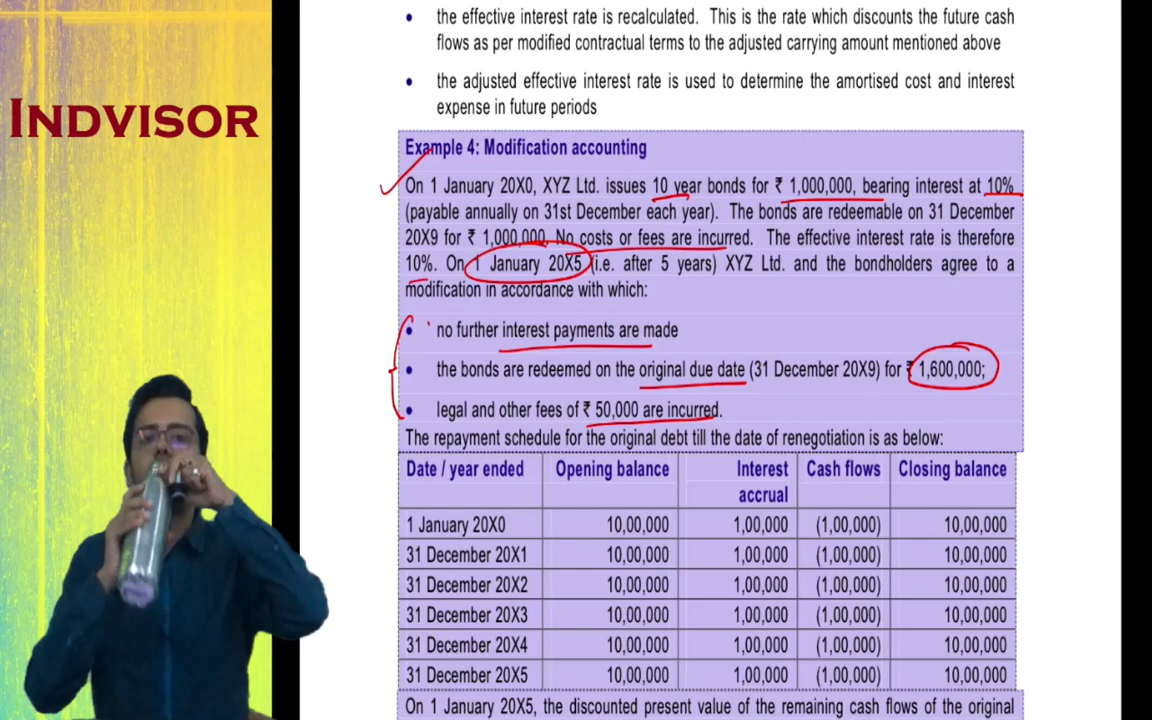 INDVISOR
• the effective interest rate is recalculated. This is the rate which discounts the future cash
flows as per modified contractual terms to the adjusted carrying amount mentioned above
• the adjusted effective interest rate is used to determine the amortised cost and interest
expense in future periods
Example 4: Modification accounting
On 1 January 20X0, XYZ Ltd. issues 10 year bonds for ₹ 1,000,000, bearing interest at 10%
(payable annually on 31st December each year). The bonds are redeemable on 31 December
20X9 for ₹ 1,000,000. No costs or fees are incurred. The effective interest rate is therefore
10%. On 1 January 20X5 (i.e. after 5 years) XYZ Ltd. and the bondholders agree to a
modification in accordance with which:
• no further interest payments are made
• the bonds are redeemed on the original due date (31 December 20X9) for ₹ 1,600,000;
• legal and other fees of ₹ 50,000 are incurred.
The repayment schedule for the original debt till the date of renegotiation is as below:
Date / year ended Opening balance Interest accrual Cash flows Closing balance
1 January 20X0 10,00,000 1,00,000 (1,00,000) 10,00,000
31 December 20X1 10,00,000 1,00,000 (1,00,000) 10,00,000
31 December 20X2 10,00,000 1,00,000 (1,00,000) 10,00,000
31 December 20X3 10,00,000 1,00,000 (1,00,000) 10,00,000
31 December 20X4 10,00,000 1,00,000 (1,00,000) 10,00,000
31 December 20X5 10,00,000 1,00,000 (1,00,000) 10,00,000
On 1 January 20X5, the discounted present value of the remaining cash flows of the original